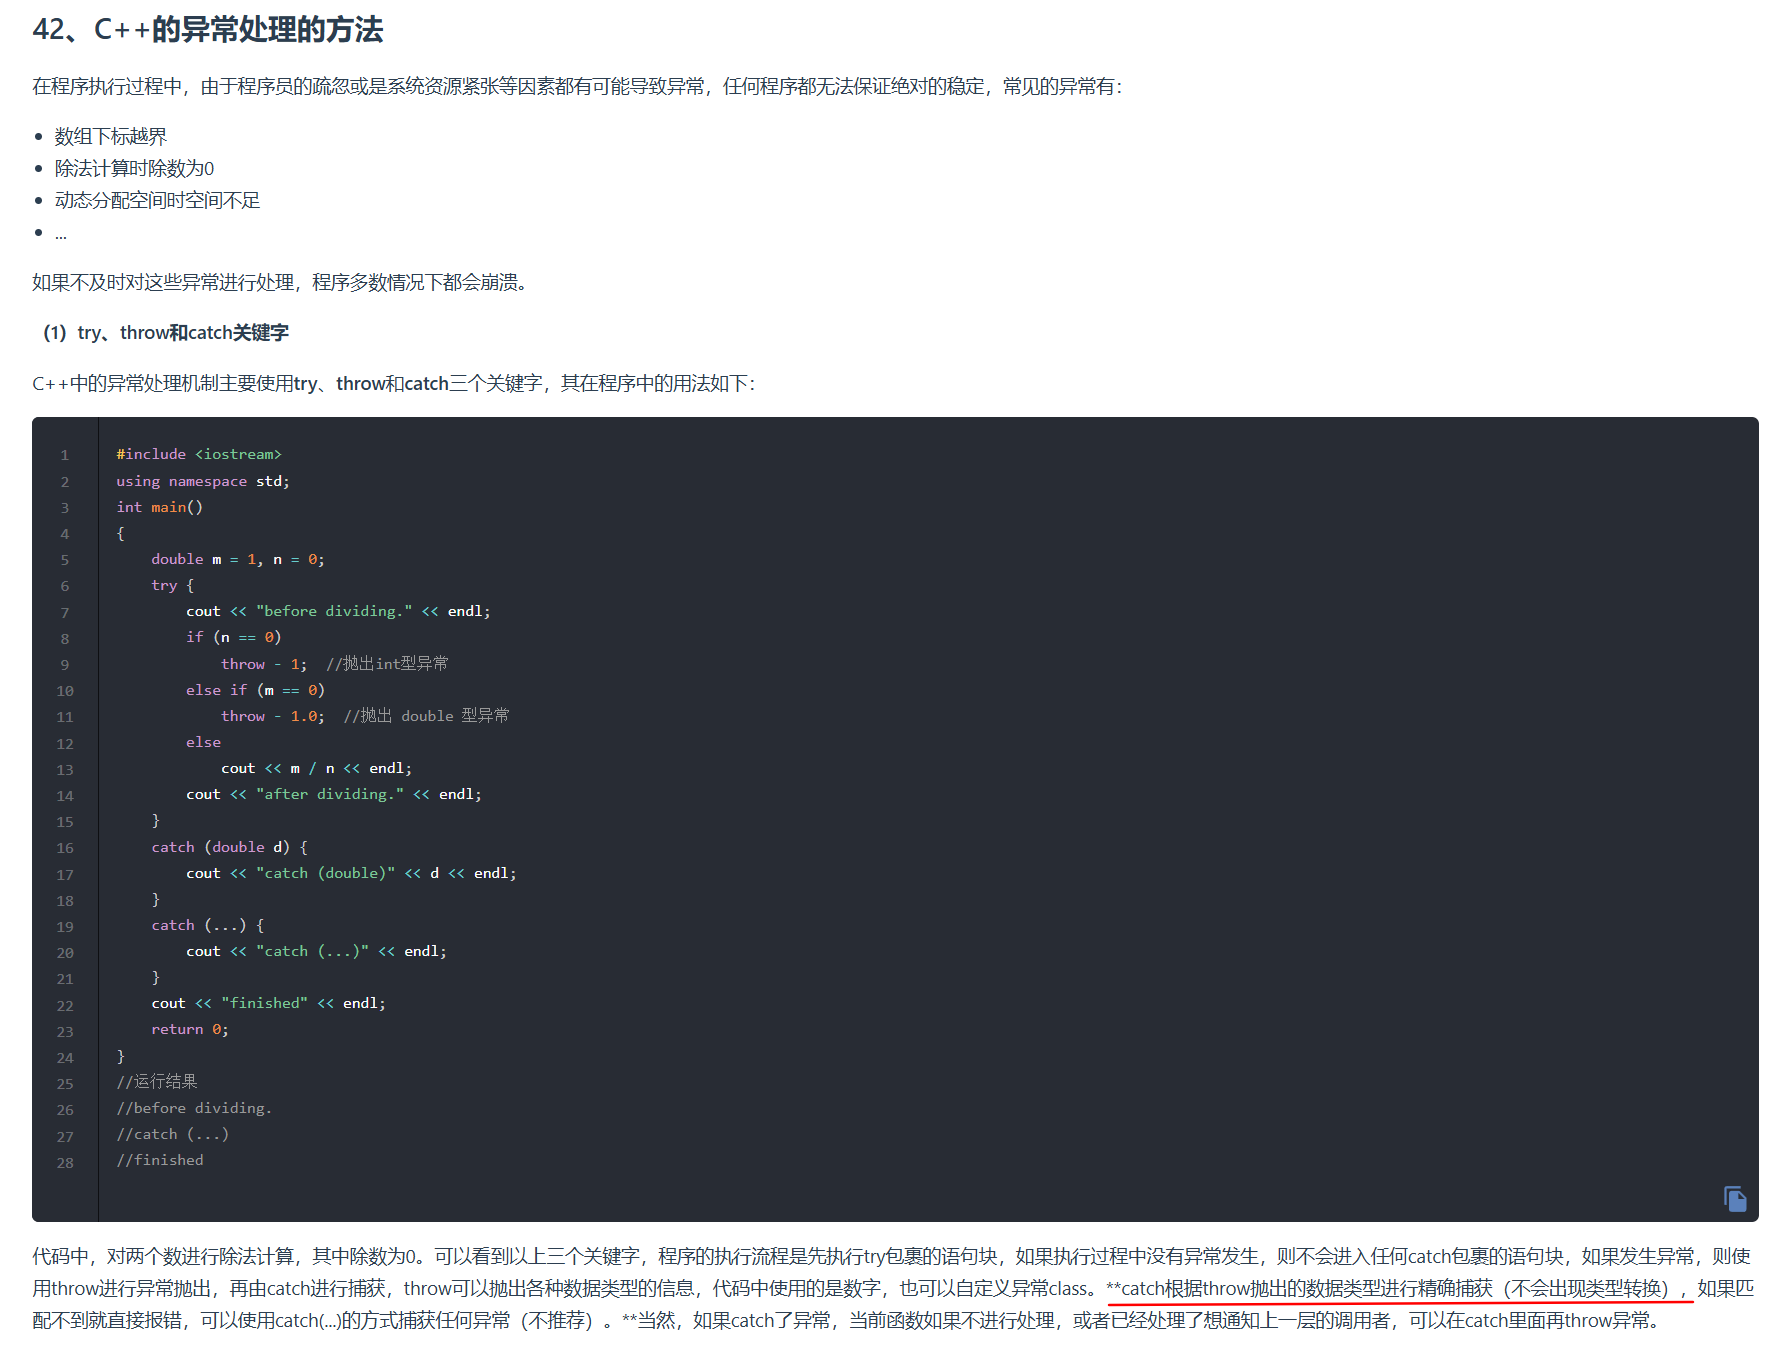 42、C++的异常处理的方法
在程序执行过程中，由于程序员的疏忽或是系统资源紧张等因素都有可能导致异常，任何程序都无法保证绝对的稳定，常见的异常有：
• 数组下标越界
• 除法计算时除数为0
• 动态分配空间时空间不足
• ...
如果不及时对这些异常进行处理，程序多数情况下都会崩溃。
（1）try、throw和catch关键字
C++中的异常处理机制主要使用try、throw和catch三个关键字，其在程序中的用法如下：
1 #include <iostream>
2 using namespace std;
3 int main()
4 {
5     double m = 1, n = 0;
6     try {
7         cout << "before dividing." << endl;
8         if (n == 0)
9             throw - 1;  //抛出int型异常
10         else if (m == 0)
11             throw - 1.0;  //抛出 double 型异常
12         else
13             cout << m / n << endl;
14         cout << "after dividing." << endl;
15     }
16     catch (double d) {
17         cout << "catch (double)" << d << endl;
18     }
19     catch (...) {
20         cout << "catch (...)" << endl;
21     }
22     cout << "finished" << endl;
23     return 0;
24 }
25 //运行结果
26 //before dividing.
27 //catch (...)
28 //finished
代码中，对两个数进行除法计算，其中除数为0。可以看到以上三个关键字，程序的执行流程是先执行try包裹的语句块，如果执行过程中没有异常发生，则不会进入任何catch包裹的语句块，如果发生异常，则使
用throw进行异常抛出，再由catch进行捕获，throw可以抛出各种数据类型的信息，代码中使用的是数字，也可以自定义异常class。**catch根据throw抛出的数据类型进行精确捕获（不会出现类型转换），如果匹
配不到就直接报错，可以使用catch(...)的方式捕获任何异常（不推荐）。**当然，如果catch了异常，当前函数如果不进行处理，或者已经处理了想通知上一层的调用者，可以在catch里面再throw异常。